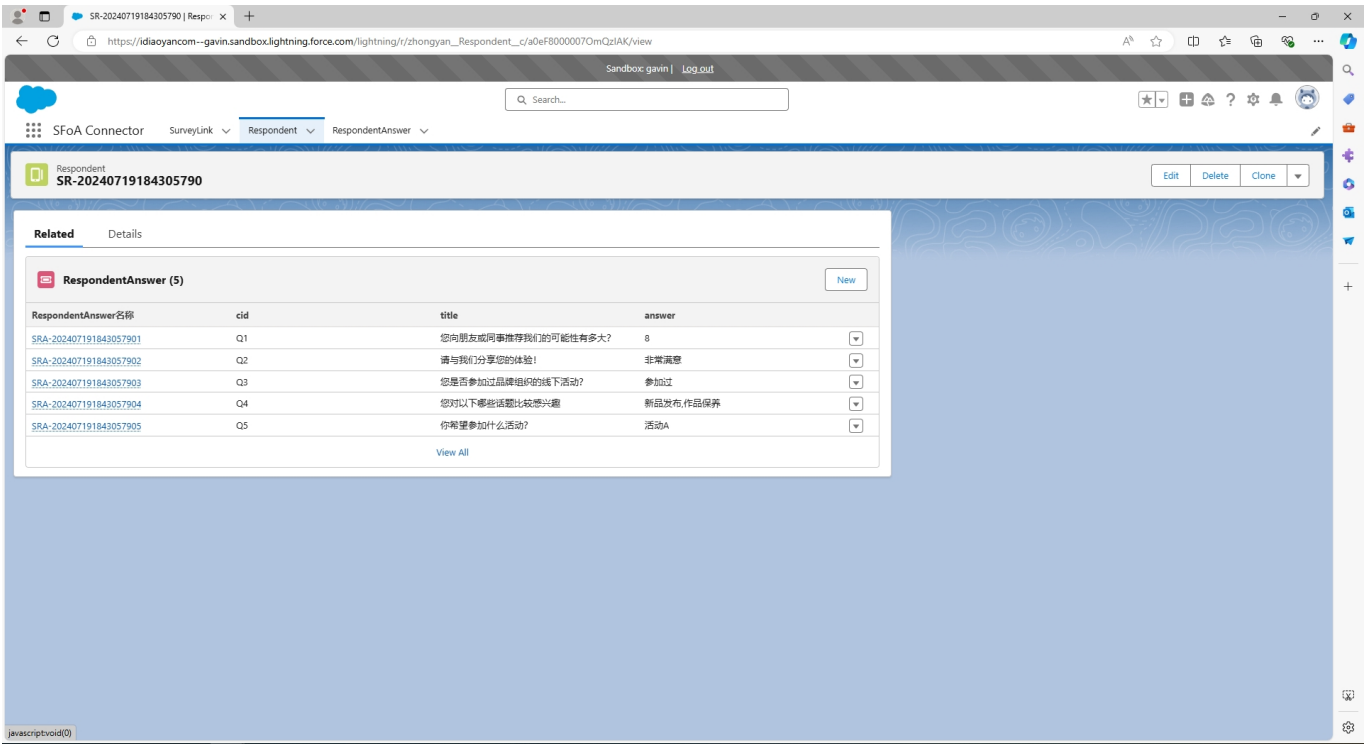 SR-20240719184305790 | Respor
https://idiaoyancom--gavin.sandbox.lightning.force.com/lightning/r/zhongyan__Respondent__c/a0eF8000007OmQzIAK/view
Sandbox: gavin | Log out
Search...
SFoA Connector SurveyLink Respondent RespondentAnswer
Respondent
SR-20240719184305790
Edit Delete Clone
Related Details
RespondentAnswer (5) New
RespondentAnswer名称 cid title answer
SRA-202407191843057901 Q1 您向朋友或同事推荐我们的可能性有多大? 8
SRA-202407191843057902 Q2 请与我们分享您的体验! 非常满意
SRA-202407191843057903 Q3 您是否参加过品牌组织的线下活动? 参加过
SRA-202407191843057904 Q4 您对以下哪些话题比较感兴趣 新品发布,作品保养
SRA-202407191843057905 Q5 你希望参加什么活动? 活动A
View All
javascript:void(0)